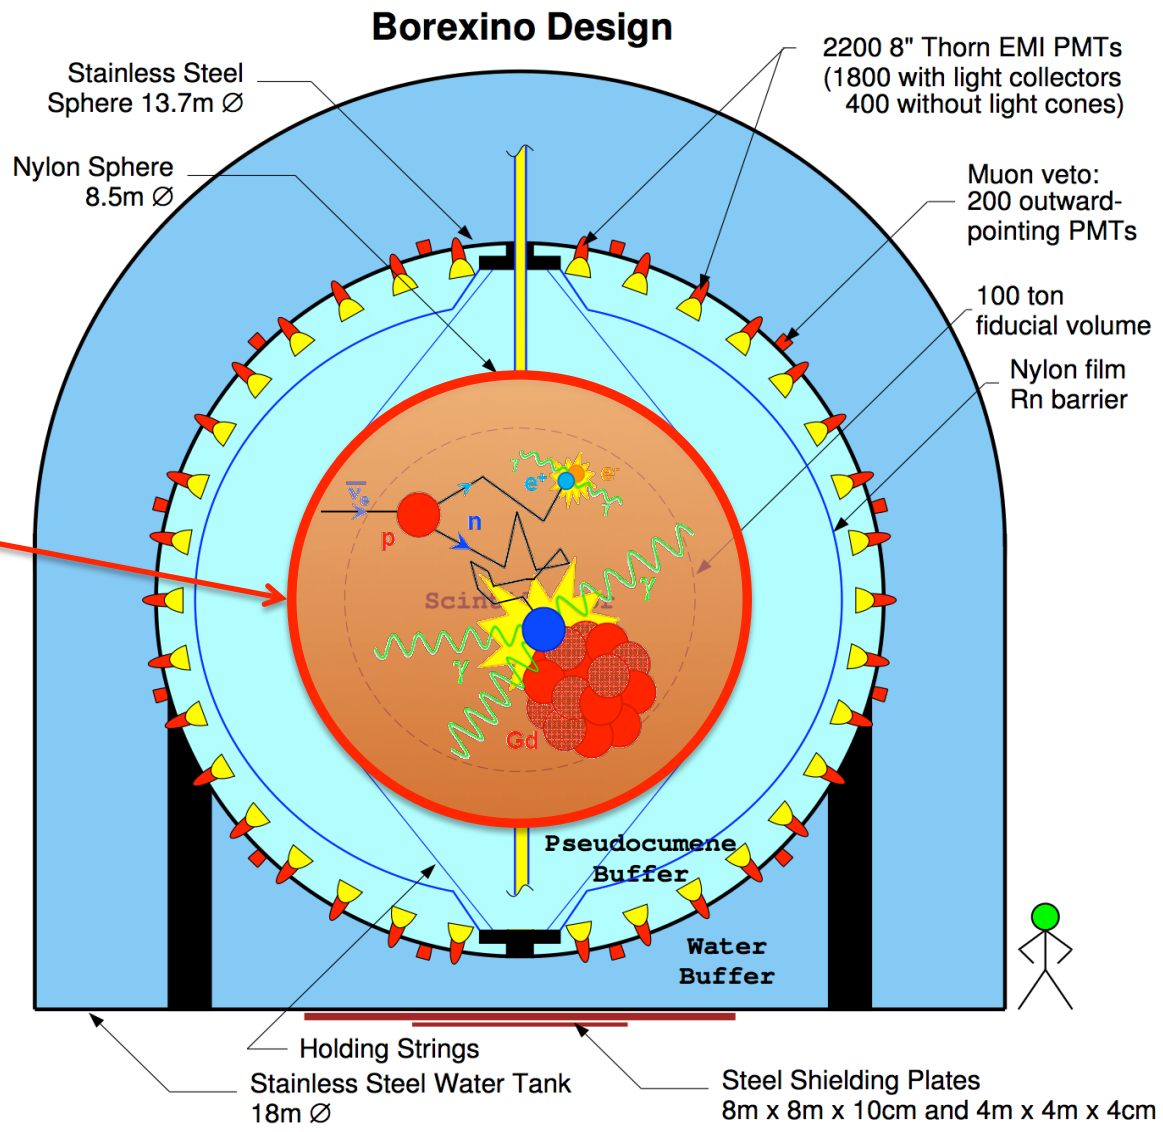 Borexino Design
Stainless Steel
Sphere 13.7m Ø
2200 8" Thorn EMI PMTs
(1800 with light collectors
400 without light cones)
Nylon Sphere
8.5m Ø
Muon veto:
200 outward-
pointing PMTs
100 ton
fiducial volume
Nylon film
Rn barrier
γ
e⁺
e⁻
γ
ν̅e
n
p
γ
γ
Gd
Pseudocumene
Buffer
Water
Buffer
Holding Strings
Stainless Steel Water Tank
18m Ø
Steel Shielding Plates
8m x 8m x 10cm and 4m x 4m x 4cm